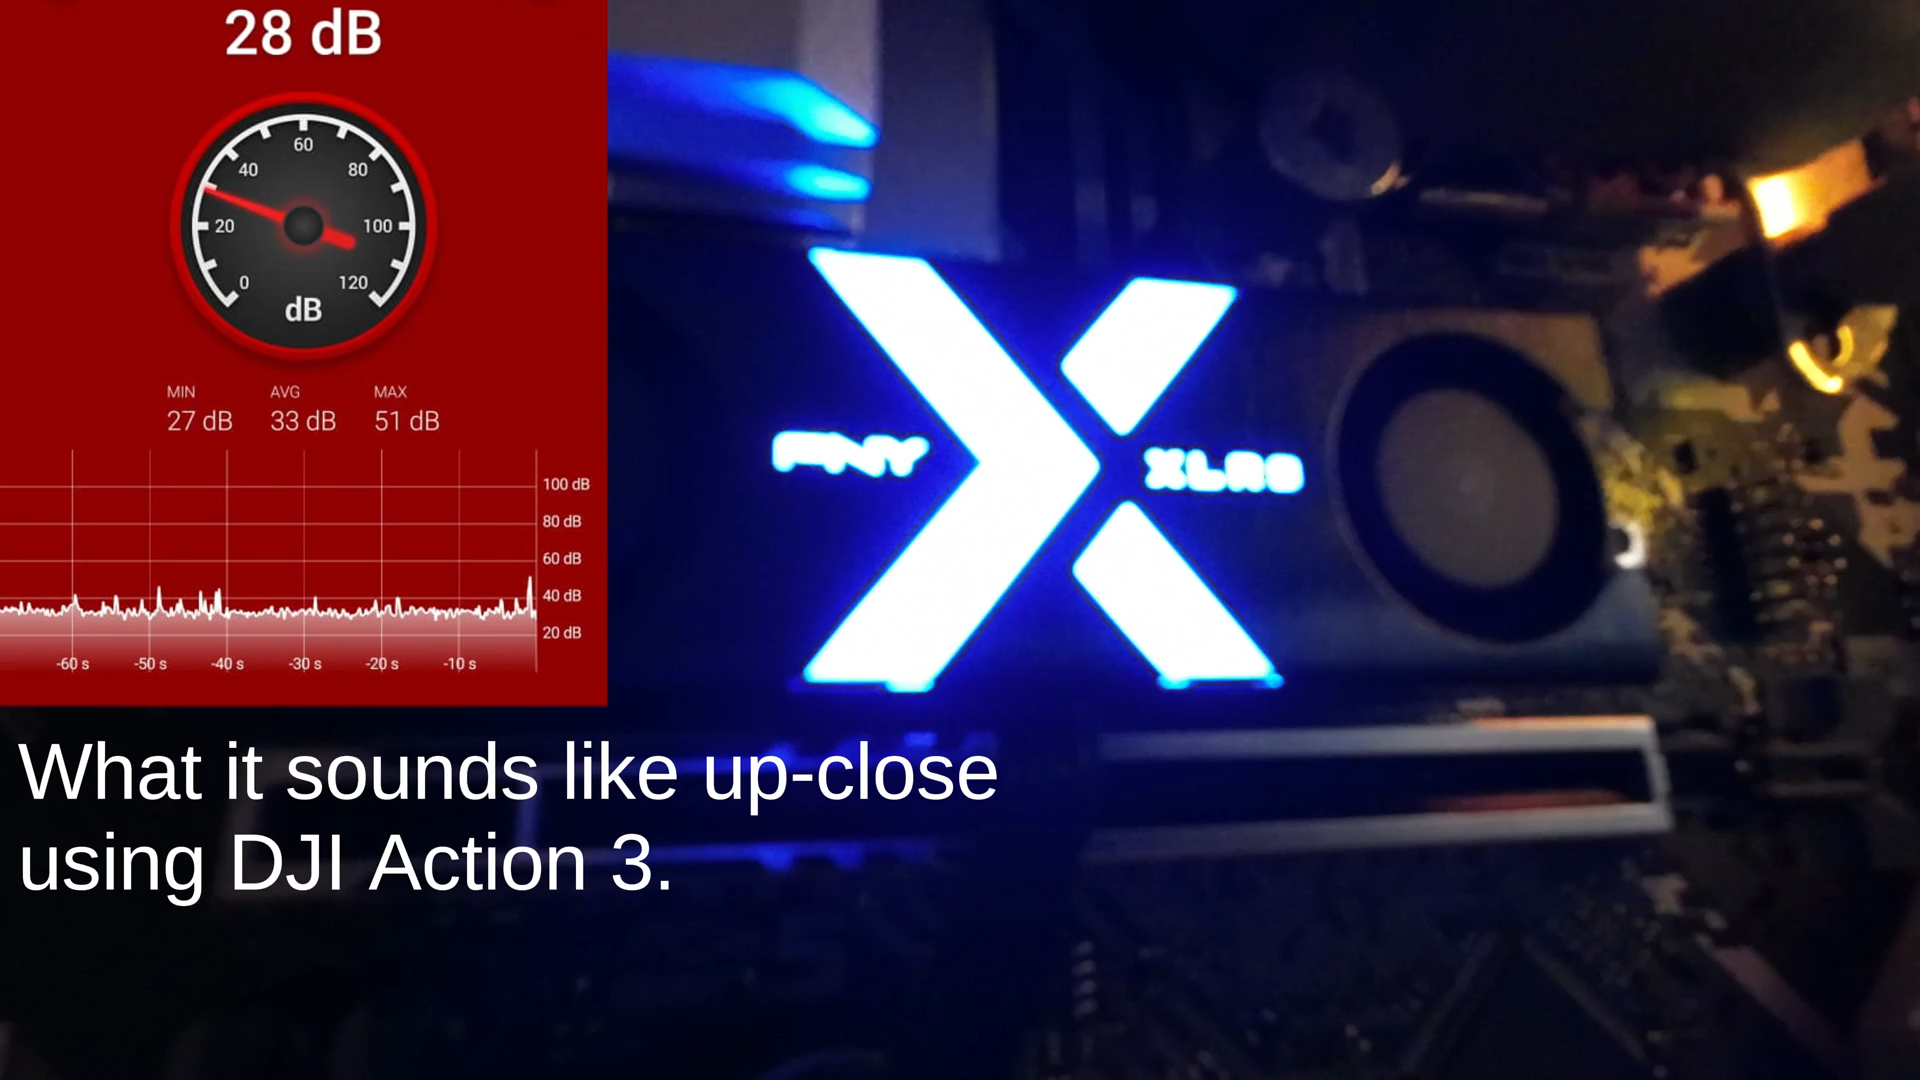 28 dB
60
40 80
20 100
0 120
dB
MIN AVG MAX
27 dB 33 dB 51 dB
100 dB
80 dB
60 dB
40 dB
20 dB
-60 s -50 s -40 s -30 s -20 s -10 s
PNY XLR8
What it sounds like up-close
using DJI Action 3.